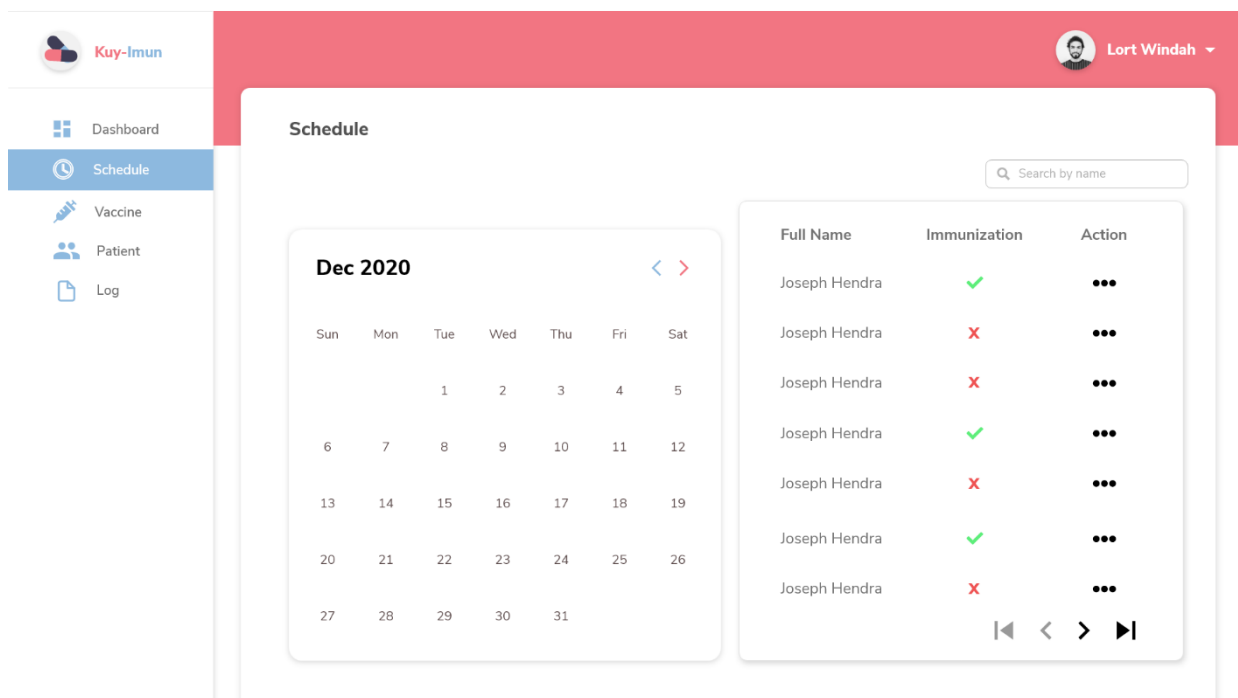 Kuy-Imun
Lort Windah
Dashboard
Schedule
Vaccine
Patient
Log
Schedule
Search by name
Dec 2020
Sun Mon Tue Wed Thu Fri Sat
1 2 3 4 5
6 7 8 9 10 11 12
13 14 15 16 17 18 19
20 21 22 23 24 25 26
27 28 29 30 31
Full Name Immunization Action
Joseph Hendra
Joseph Hendra
Joseph Hendra
Joseph Hendra
Joseph Hendra
Joseph Hendra
Joseph Hendra